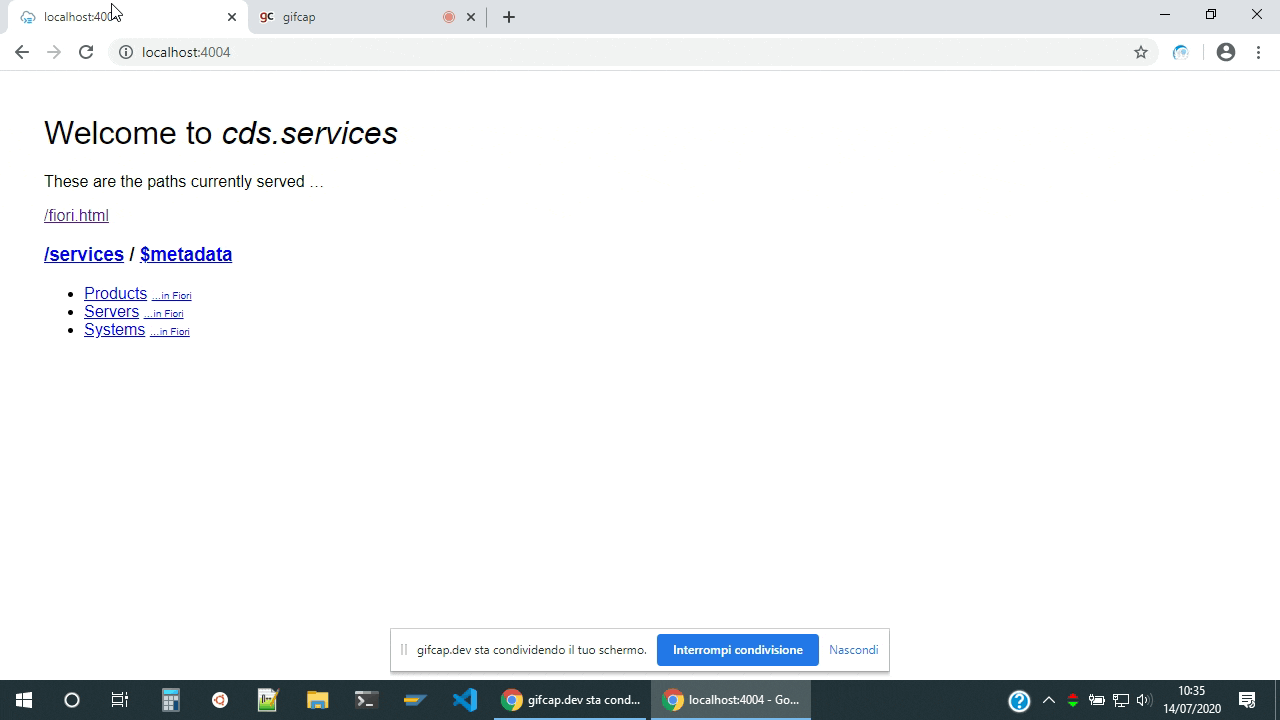 localhost:4004
gc gifcap
localhost:4004
Welcome to cds.services
These are the paths currently served …
/fiori.html
/services / $metadata
Products ...in Fiori
Servers ...in Fiori
Systems ...in Fiori
gifcap.dev sta condividendo il tuo schermo. Interrompi condivisione Nascondi
gifcap.dev sta cond... localhost:4004 - Go...
10:35
14/07/2020